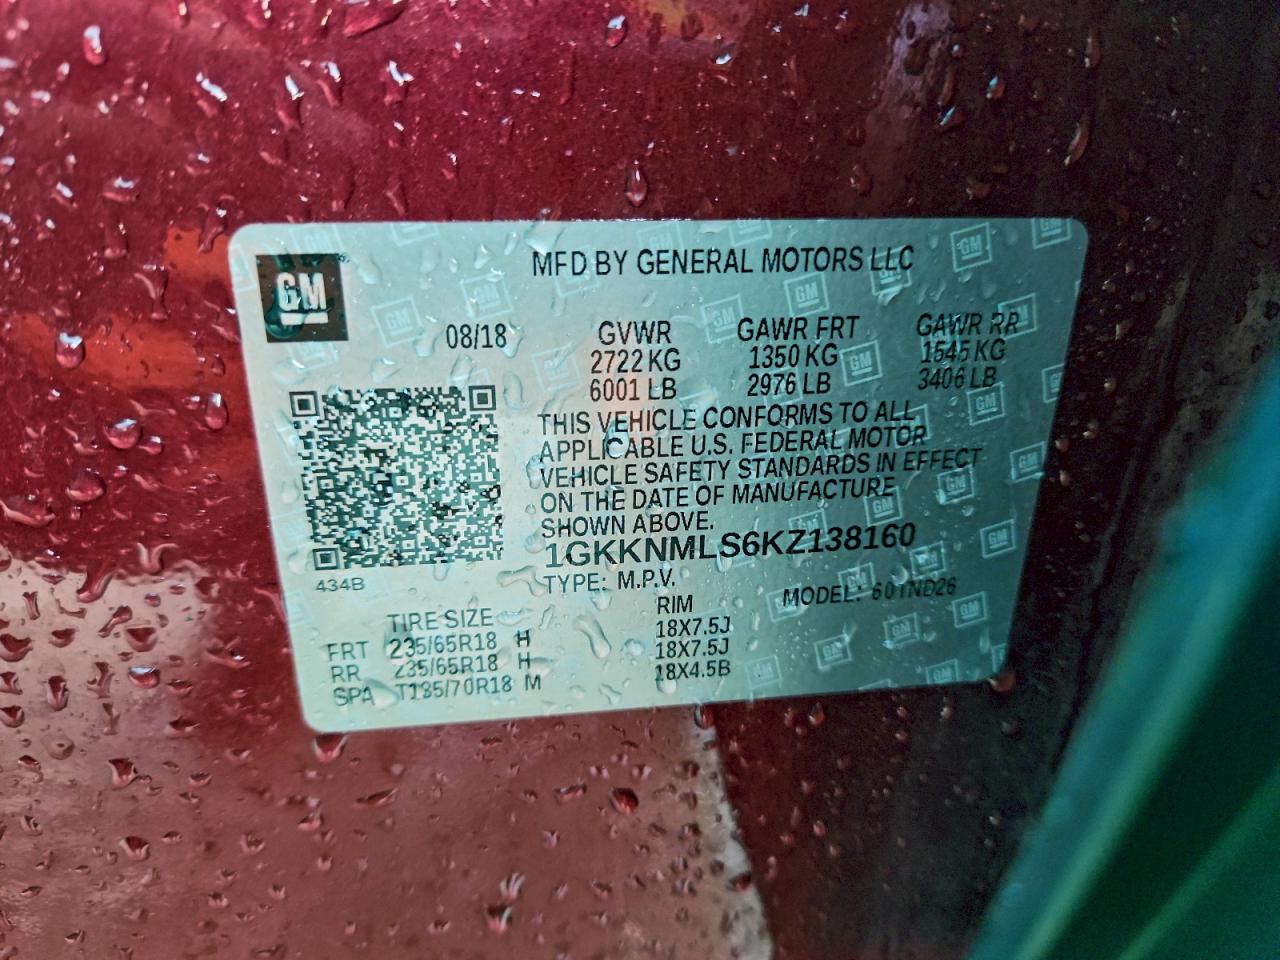 GM
MFD BY GENERAL MOTORS LLC
08/18 GVWR GAWR FRT GAWR RR
2722 KG 1350 KG 1545 KG
6001 LB 2976 LB 3406 LB
THIS VEHICLE CONFORMS TO ALL
APPLICABLE U.S. FEDERAL MOTOR
VEHICLE SAFETY STANDARDS IN EFFECT
ON THE DATE OF MANUFACTURE
SHOWN ABOVE.
1GKKNMLS6KZ138160
434B
TYPE: M.P.V. MODEL:
TIRE SIZE RIM
FRT 235/65R18 H 18X7.5J
RR 235/65R18 H 18X7.5J
SPA T135/70R18 M 18X4.5B